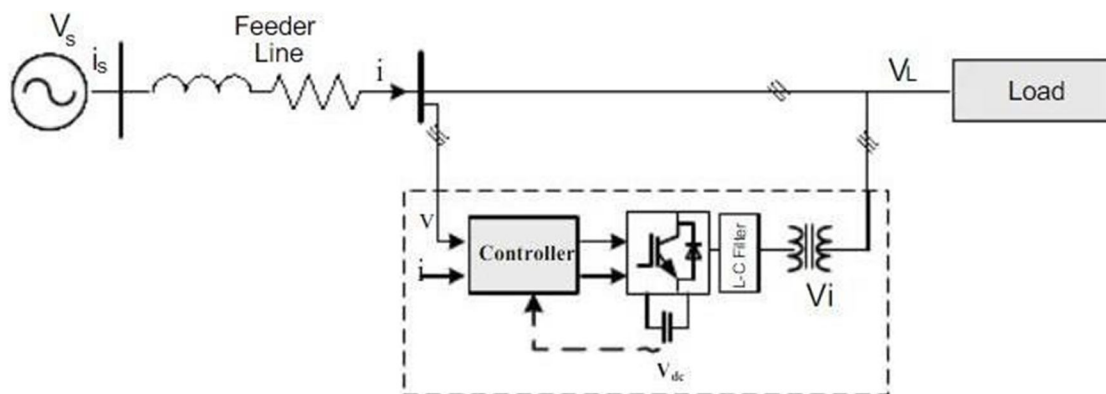 Vs
is
Feeder
Line
i
VL
Load
V
i
Controller
L-C Filter
Vi
Vdc